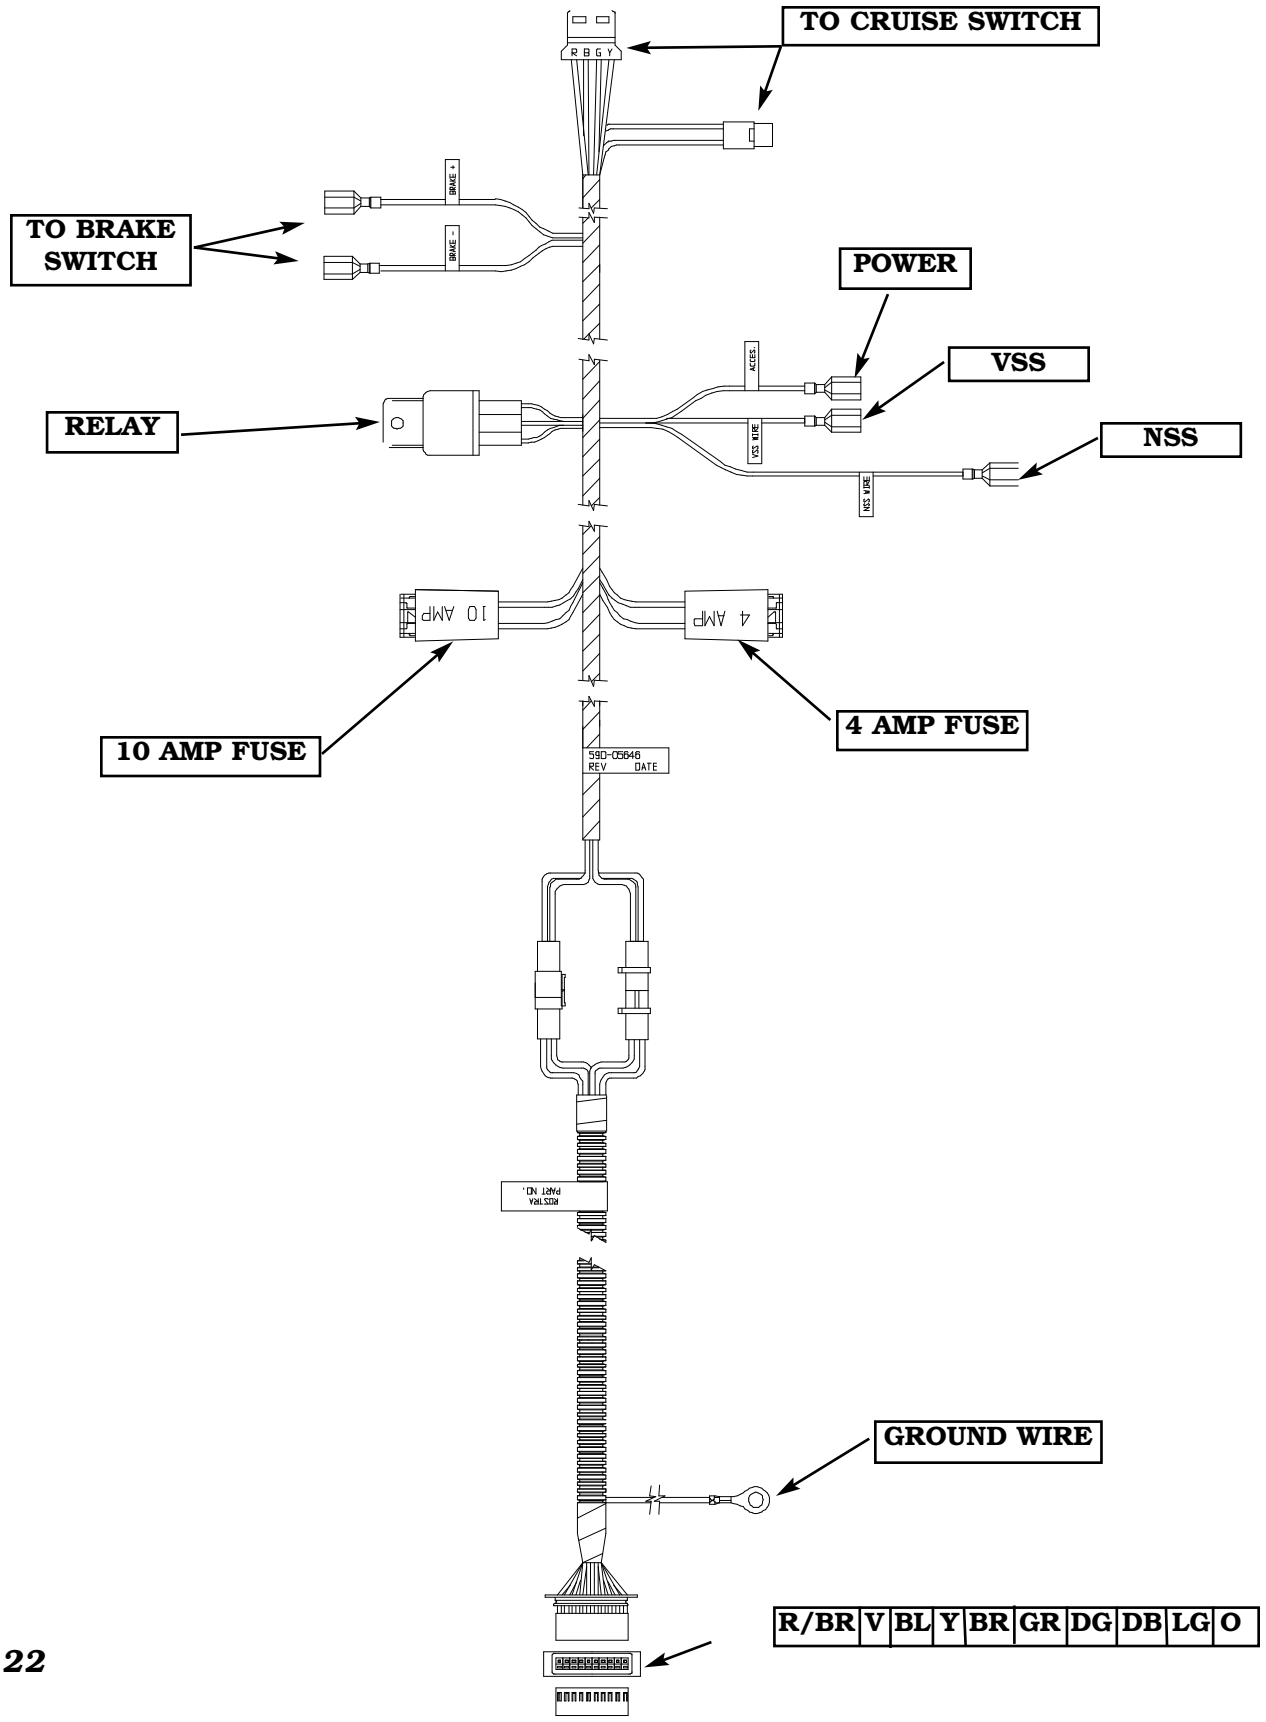 TO CRUISE SWITCH
R B G Y
BRAKE +
TO BRAKE
SWITCH
BRAKE -
POWER
ACCES.
VSS
RELAY
VSS WIRE
NSS
NSS WIRE
10 AMP
4 AMP
10 AMP FUSE
4 AMP FUSE
59D-05646
REV DATE
ROSTRA
PART NO.
GROUND WIRE
R/BR V BL Y BR GR DG DB LG O
22